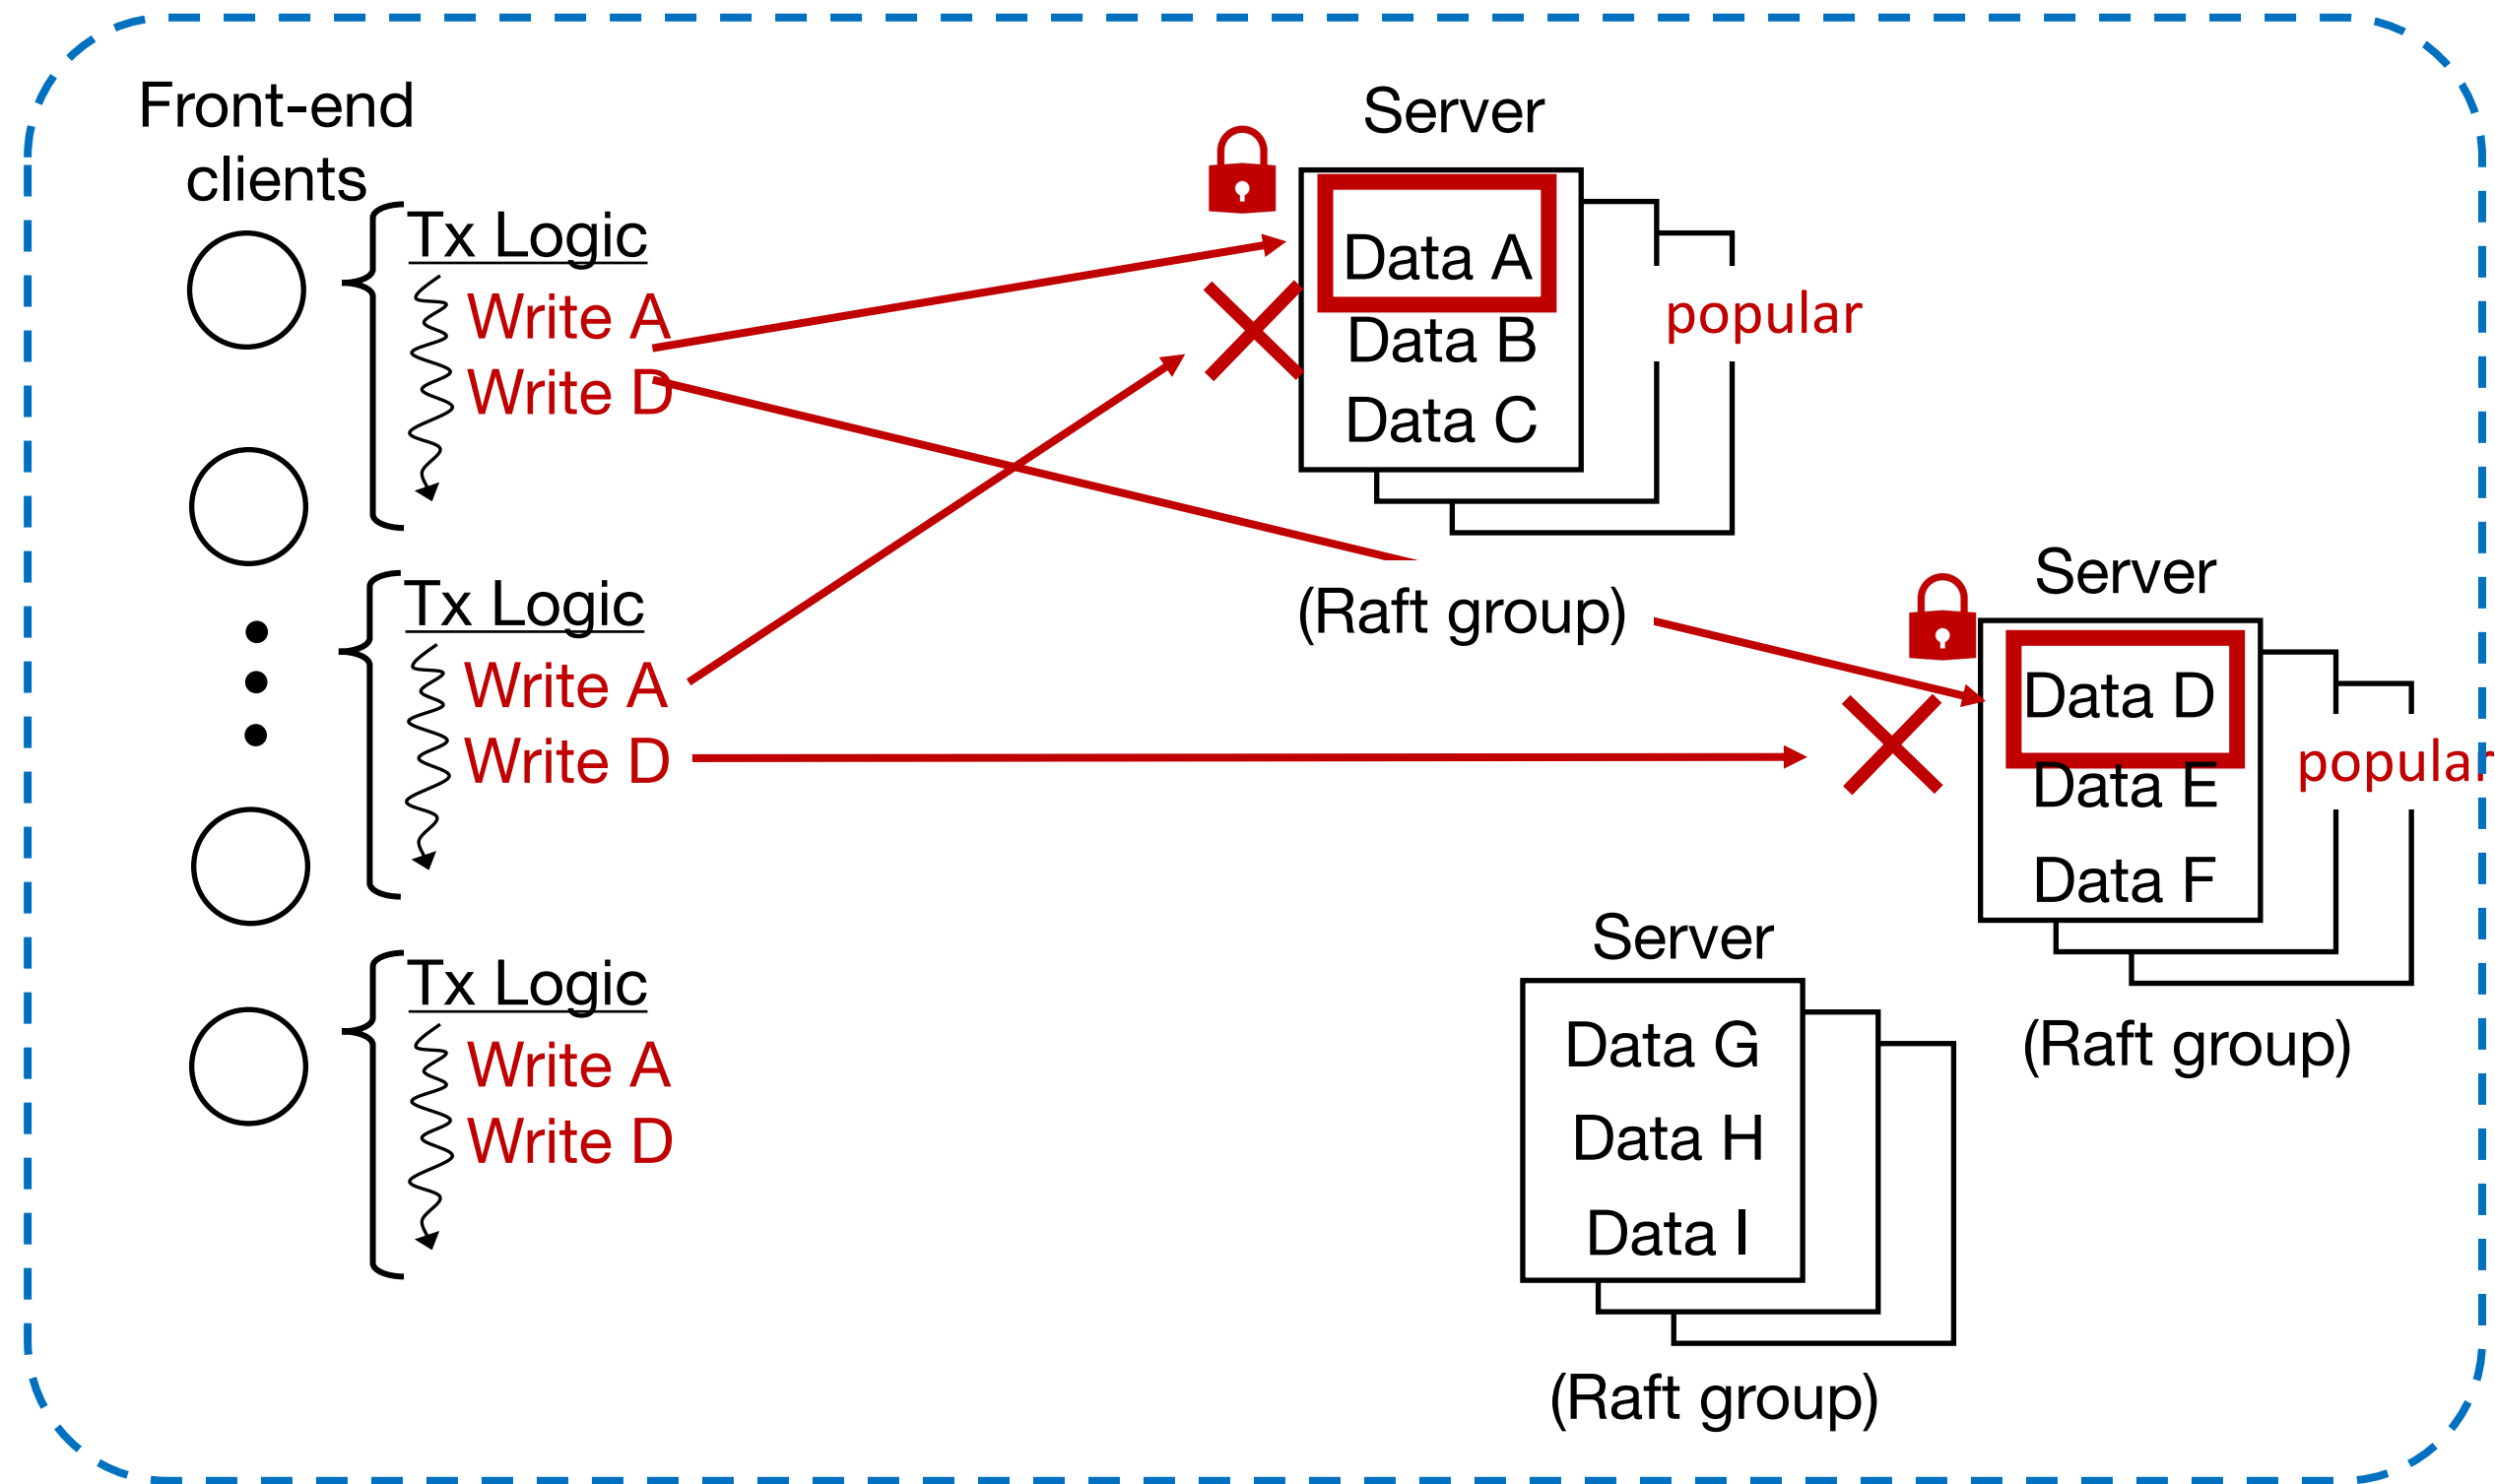 Front-end
clients
Tx Logic
Write A
Write D
Tx Logic
Write A
Write D
Tx Logic
Write A
Write D
Server
Data A
Data B
Data C
popular
(Raft group)
Server
Data D
Data E
Data F
popular
(Raft group)
Server
Data G
Data H
Data I
(Raft group)